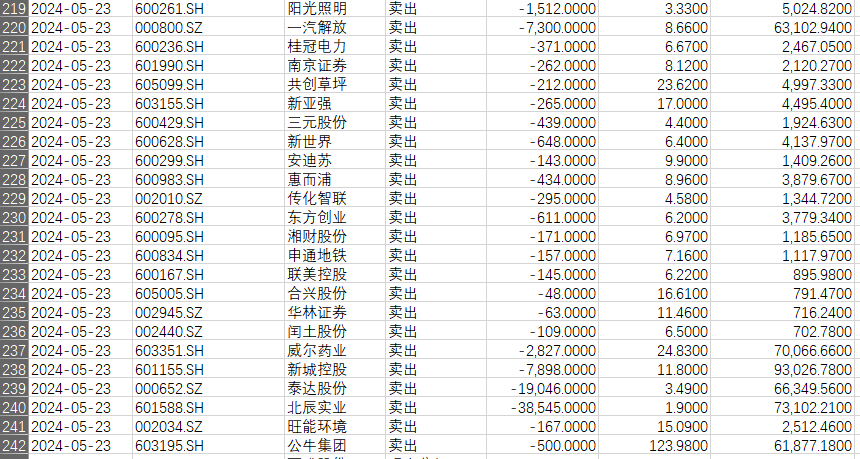 219 2024-05-23 600261.SH 阳光照明 卖出 -1,512.0000 3.3300 5,024.8200
220 2024-05-23 000800.SZ 一汽解放 卖出 -7,300.0000 8.6600 63,102.9400
221 2024-05-23 600236.SH 桂冠电力 卖出 -371.0000 6.6700 2,467.0500
222 2024-05-23 601990.SH 南京证券 卖出 -262.0000 8.1200 2,120.2700
223 2024-05-23 605099.SH 共创草坪 卖出 -212.0000 23.6200 4,997.3300
224 2024-05-23 603155.SH 新亚强 卖出 -265.0000 17.0000 4,495.4000
225 2024-05-23 600429.SH 三元股份 卖出 -439.0000 4.4000 1,924.6300
226 2024-05-23 600628.SH 新世界 卖出 -648.0000 6.4000 4,137.9700
227 2024-05-23 600299.SH 安迪苏 卖出 -143.0000 9.9000 1,409.2600
228 2024-05-23 600983.SH 惠而浦 卖出 -434.0000 8.9600 3,879.6700
229 2024-05-23 002010.SZ 传化智联 卖出 -295.0000 4.5800 1,344.7200
230 2024-05-23 600278.SH 东方创业 卖出 -611.0000 6.2000 3,779.3400
231 2024-05-23 600095.SH 湘财股份 卖出 -171.0000 6.9700 1,185.6500
232 2024-05-23 600834.SH 申通地铁 卖出 -157.0000 7.1600 1,117.9700
233 2024-05-23 600167.SH 联美控股 卖出 -145.0000 6.2200 895.9800
234 2024-05-23 605005.SH 合兴股份 卖出 -48.0000 16.6100 791.4700
235 2024-05-23 002945.SZ 华林证券 卖出 -63.0000 11.4600 716.2400
236 2024-05-23 002440.SZ 闰土股份 卖出 -109.0000 6.5000 702.7800
237 2024-05-23 603351.SH 威尔药业 卖出 -2,827.0000 24.8300 70,066.6600
238 2024-05-23 601155.SH 新城控股 卖出 -7,898.0000 11.8000 93,026.7800
239 2024-05-23 000652.SZ 泰达股份 卖出 -19,046.0000 3.4900 66,349.5600
240 2024-05-23 601588.SH 北辰实业 卖出 -38,545.0000 1.9000 73,102.2100
241 2024-05-23 002034.SZ 旺能环境 卖出 -167.0000 15.0900 2,512.4600
242 2024-05-23 603195.SH 公牛集团 卖出 -500.0000 123.9800 61,877.1800